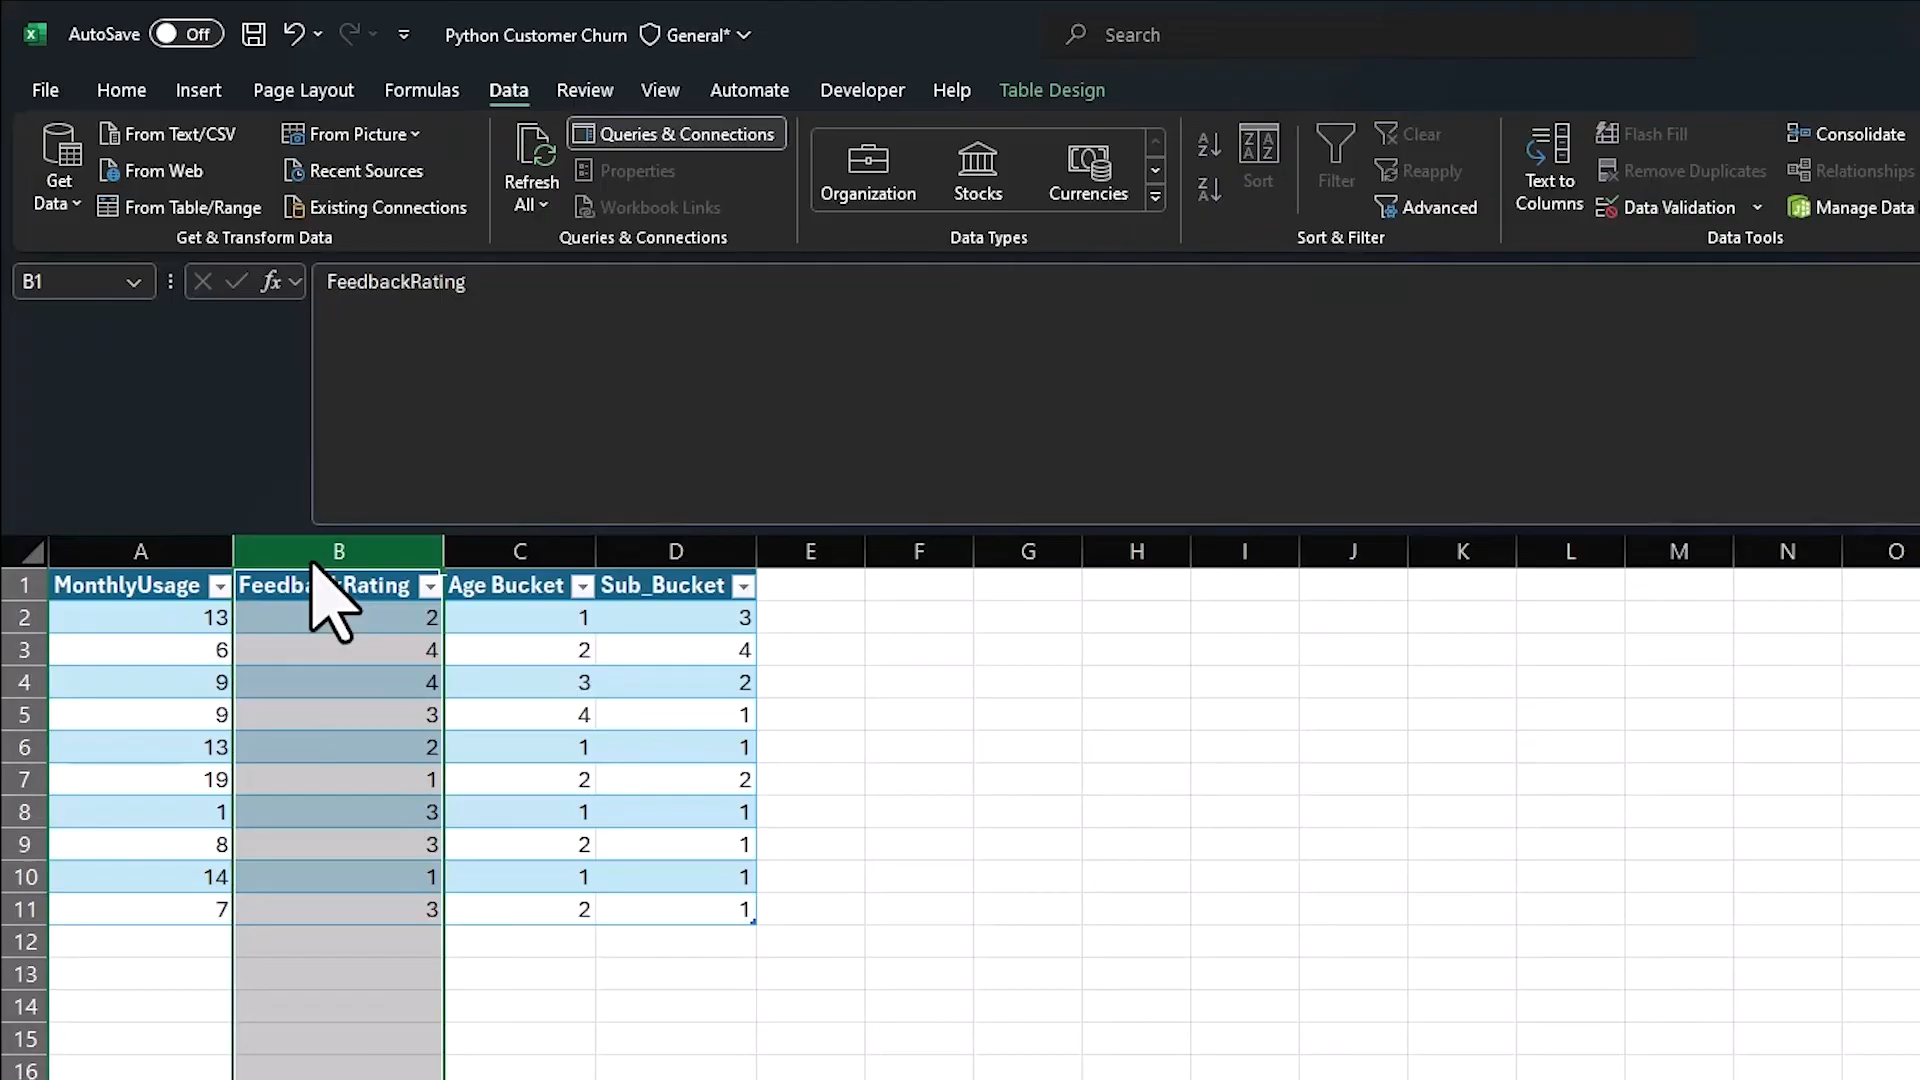 AutoSave Off Python Customer Churn General* Search
File Home Insert Page Layout Formulas Data Review View Automate Developer Help Table Design
Get Data
From Text/CSV
From Web
From Table/Range
From Picture
Recent Sources
Existing Connections
Get & Transform Data
Refresh All
Queries & Connections
Properties
Workbook Links
Queries & Connections
Organization Stocks Currencies
Data Types
Sort
Filter
Clear
Reapply
Advanced
Sort & Filter
Text to Columns
Flash Fill
Remove Duplicates
Data Validation
Consolidate
Relationships
Manage Data
Data Tools
B1 fx FeedbackRating
A B C D E F G H I J K L M N O
1 MonthlyUsage FeedbackRating Age Bucket Sub_Bucket
2 13 2 1 3
3 6 4 2 4
4 9 4 3 2
5 9 3 4 1
6 13 2 1 1
7 19 1 2 2
8 1 3 1 1
9 8 3 2 1
10 14 1 1 1
11 7 3 2 1
12
13
14
15
16